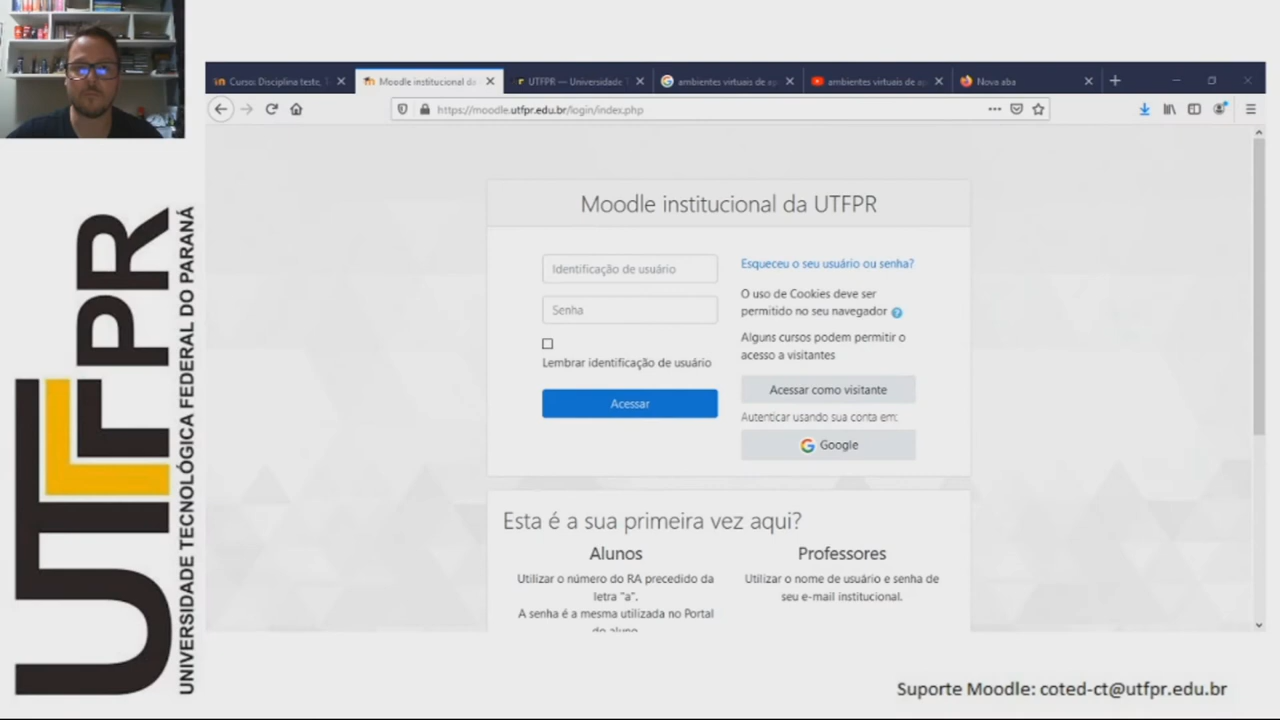 Curso: Disciplina teste,
Moodle institucional da
UTFPR — Universidade
ambientes virtuais de ap
ambientes virtuais de ap
Nova aba
https://moodle.utfpr.edu.br/login/index.php
Moodle institucional da UTFPR
Identificação de usuário
Senha
Lembrar identificação de usuário
Acessar
Esqueceu o seu usuário ou senha?
O uso de Cookies deve ser
permitido no seu navegador
Alguns cursos podem permitir o
acesso a visitantes
Acessar como visitante
Autenticar usando sua conta em:
Google
Esta é a sua primeira vez aqui?
Alunos
Utilizar o número do RA precedido da
letra "a".
A senha é a mesma utilizada no Portal
do aluno
Professores
Utilizar o nome de usuário e senha de
seu e-mail institucional.
UTFPR
UNIVERSIDADE TECNOLÓGICA FEDERAL DO PARANÁ
Suporte Moodle: coted-ct@utfpr.edu.br